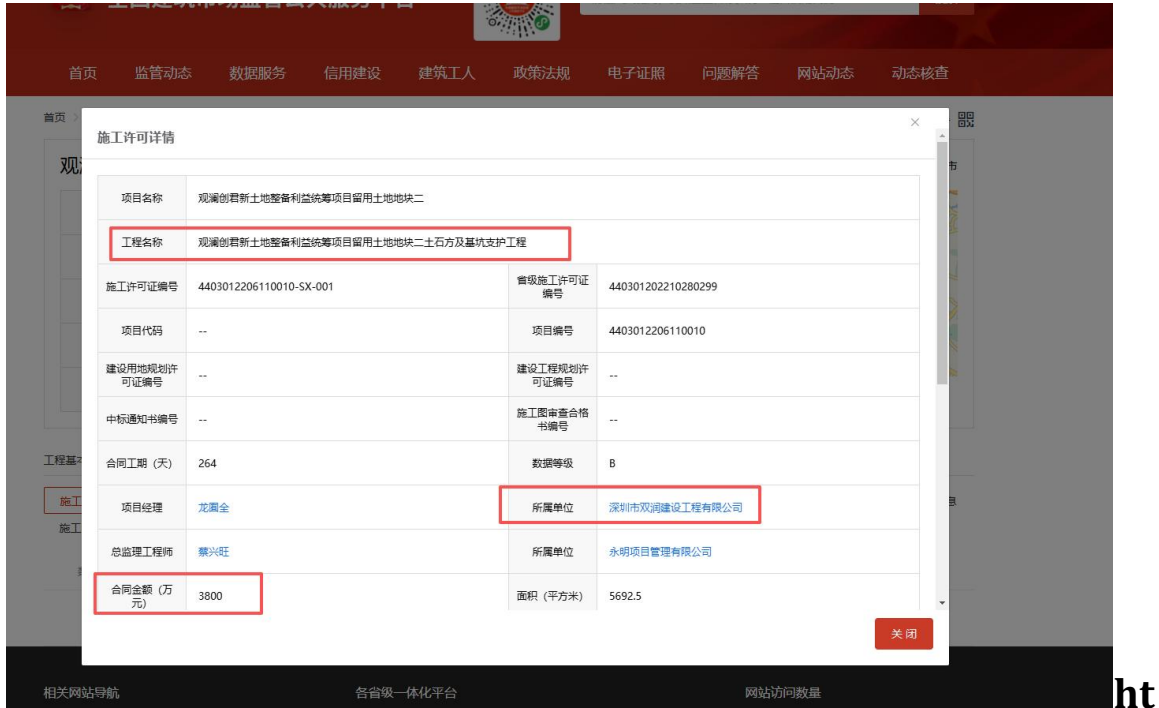 首页 监管动态 数据服务 信用建设 建筑工人 政策法规 电子证照 问题解答 网站动态 动态核查
首页
施工许可详情
×
观
市
项目名称 观澜创君新土地整备利益统筹项目留用土地地块二
工程名称 观澜创君新土地整备利益统筹项目留用土地地块二土石方及基坑支护工程
施工许可证编号 4403012206110010-SX-001 省级施工许可证
编号 440301202210280299
项目代码 -- 项目编号 4403012206110010
建设用地规划许
可证编号 -- 建设工程规划许
可证编号 --
中标通知书编号 -- 施工图审查合格
书编号 --
工程基
合同工期（天） 264 数据等级 B
施工
项目经理 龙圆全 所属单位 深圳市双润建设工程有限公司
息
施工
总监理工程师 蔡兴旺 所属单位 永明项目管理有限公司
合同金额（万
元） 3800 面积（平方米） 5692.5
关闭
相关网站导航 各省级一体化平台 网站访问数量
ht